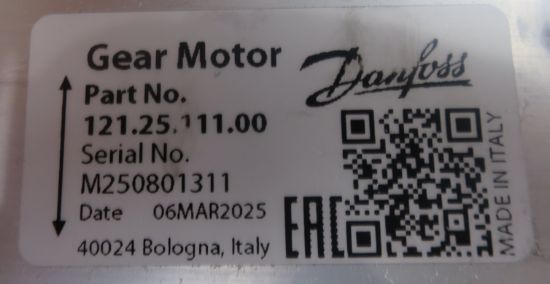 Gear Motor
Danfoss
Part No.
121.25.111.00
Serial No.
M250801311
Date 06MAR2025
40024 Bologna, Italy
EAC
MADE IN ITALY